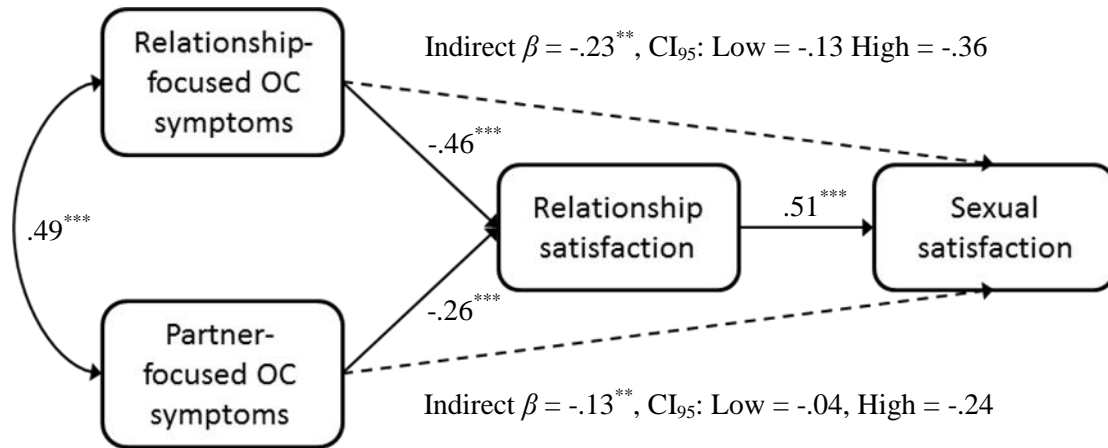 Relationship-
focused OC
symptoms
Indirect β = -.23**, CI95: Low = -.13 High = -.36
-.46***
.49***
Relationship
satisfaction
.51***
Sexual
satisfaction
-.26***
Partner-
focused OC
symptoms
Indirect β = -.13**, CI95: Low = -.04, High = -.24